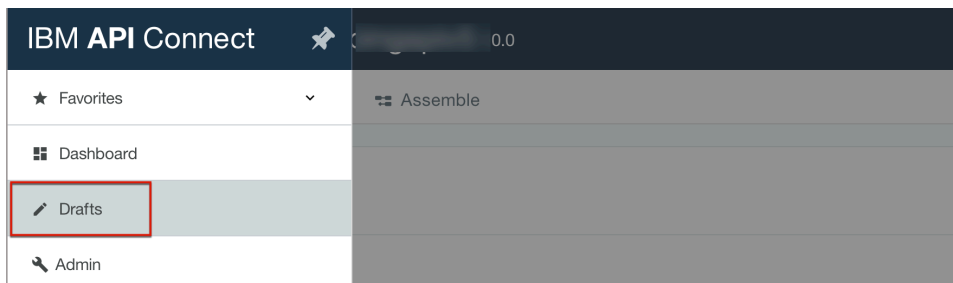 IBM API Connect
0.0
Favorites
Assemble
Dashboard
Drafts
Admin